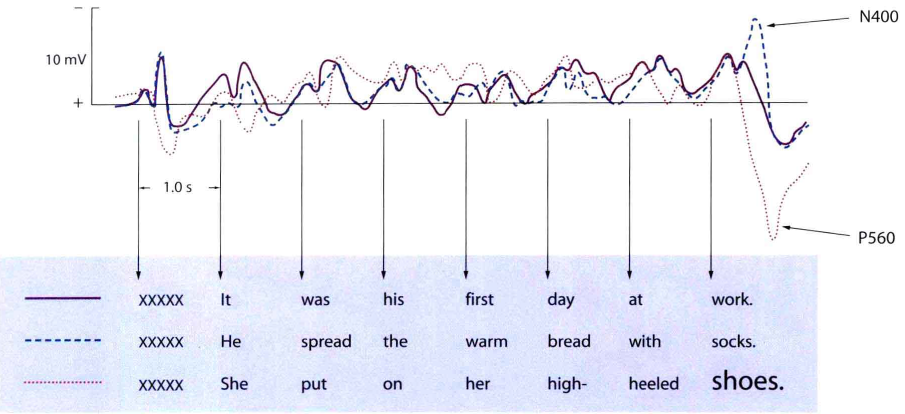 −
N400
10 mV
+
1.0 s
P560
XXXXX It was his first day at work.
XXXXX He spread the warm bread with socks.
XXXXX She put on her high- heeled shoes.